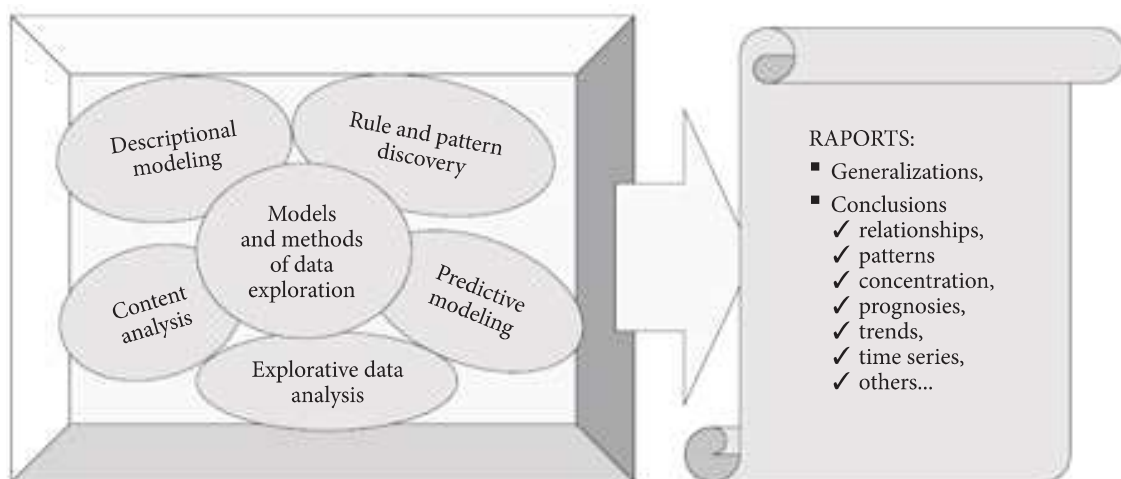 Descriptional
modeling
Rule and pattern
discovery
Models
and methods
of data
exploration
Content
analysis
Predictive
modeling
Explorative data
analysis
RAPORTS:
▪ Generalizations,
▪ Conclusions
✓ relationships,
✓ patterns
✓ concentration,
✓ prognosies,
✓ trends,
✓ time series,
✓ others...